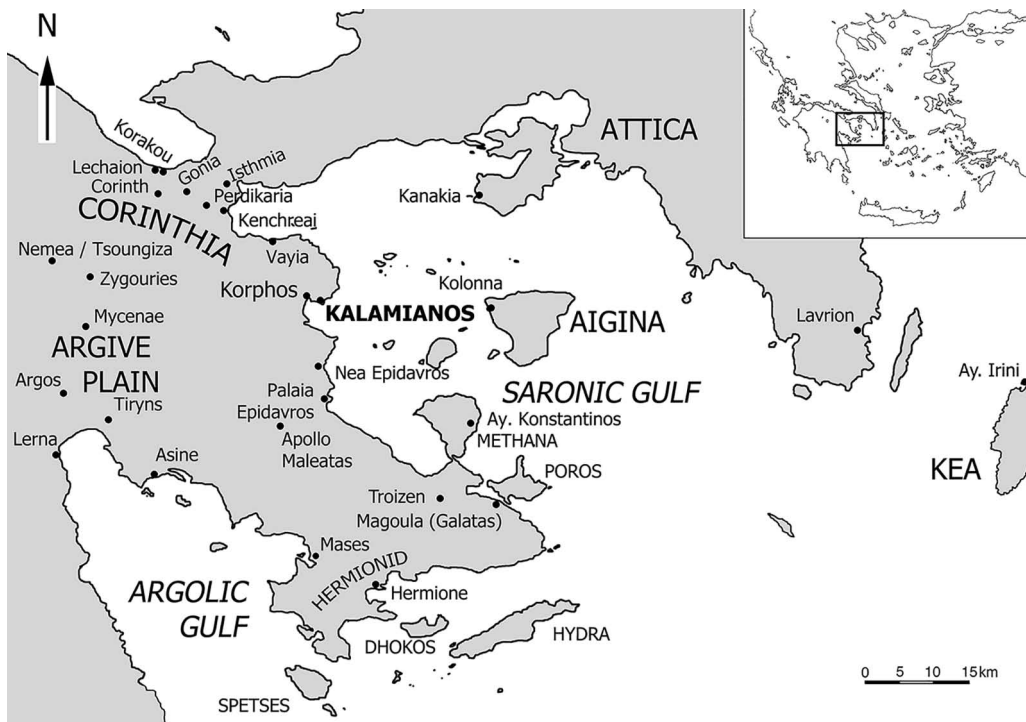 N
Korakou
Lechaion
Corinth
Gonia
Isthmia
Perdikaria
Kenchreai
CORINTHIA
Vayia
Nemea / Tsoungiza
Zygouries
Korphos
KALAMIANOS
Mycenae
ARGIVE
PLAIN
Argos
Tiryns
Lerna
Asine
Nea Epidavros
Palaia
Epidavros
Apollo
Maleatas
ATTICA
Kanakia
Kolonna
AIGINA
SARONIC GULF
Ay. Konstantinos
METHANA
POROS
Troizen
Magoula (Galatas)
Lavrion
Ay. Irini
KEA
Mases
HERMIONID
Hermione
ARGOLIC
GULF
DHOKOS
HYDRA
SPETSES
0 5 10 15km